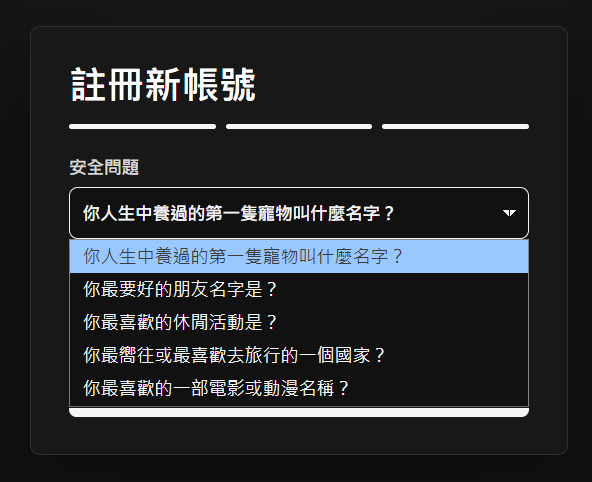 註冊新帳號
安全問題
你人生中養過的第一隻寵物叫什麼名字？
你人生中養過的第一隻寵物叫什麼名字？
你最要好的朋友名字是？
你最喜歡的休閒活動是？
你最嚮往或最喜歡去旅行的一個國家？
你最喜歡的一部電影或動漫名稱？